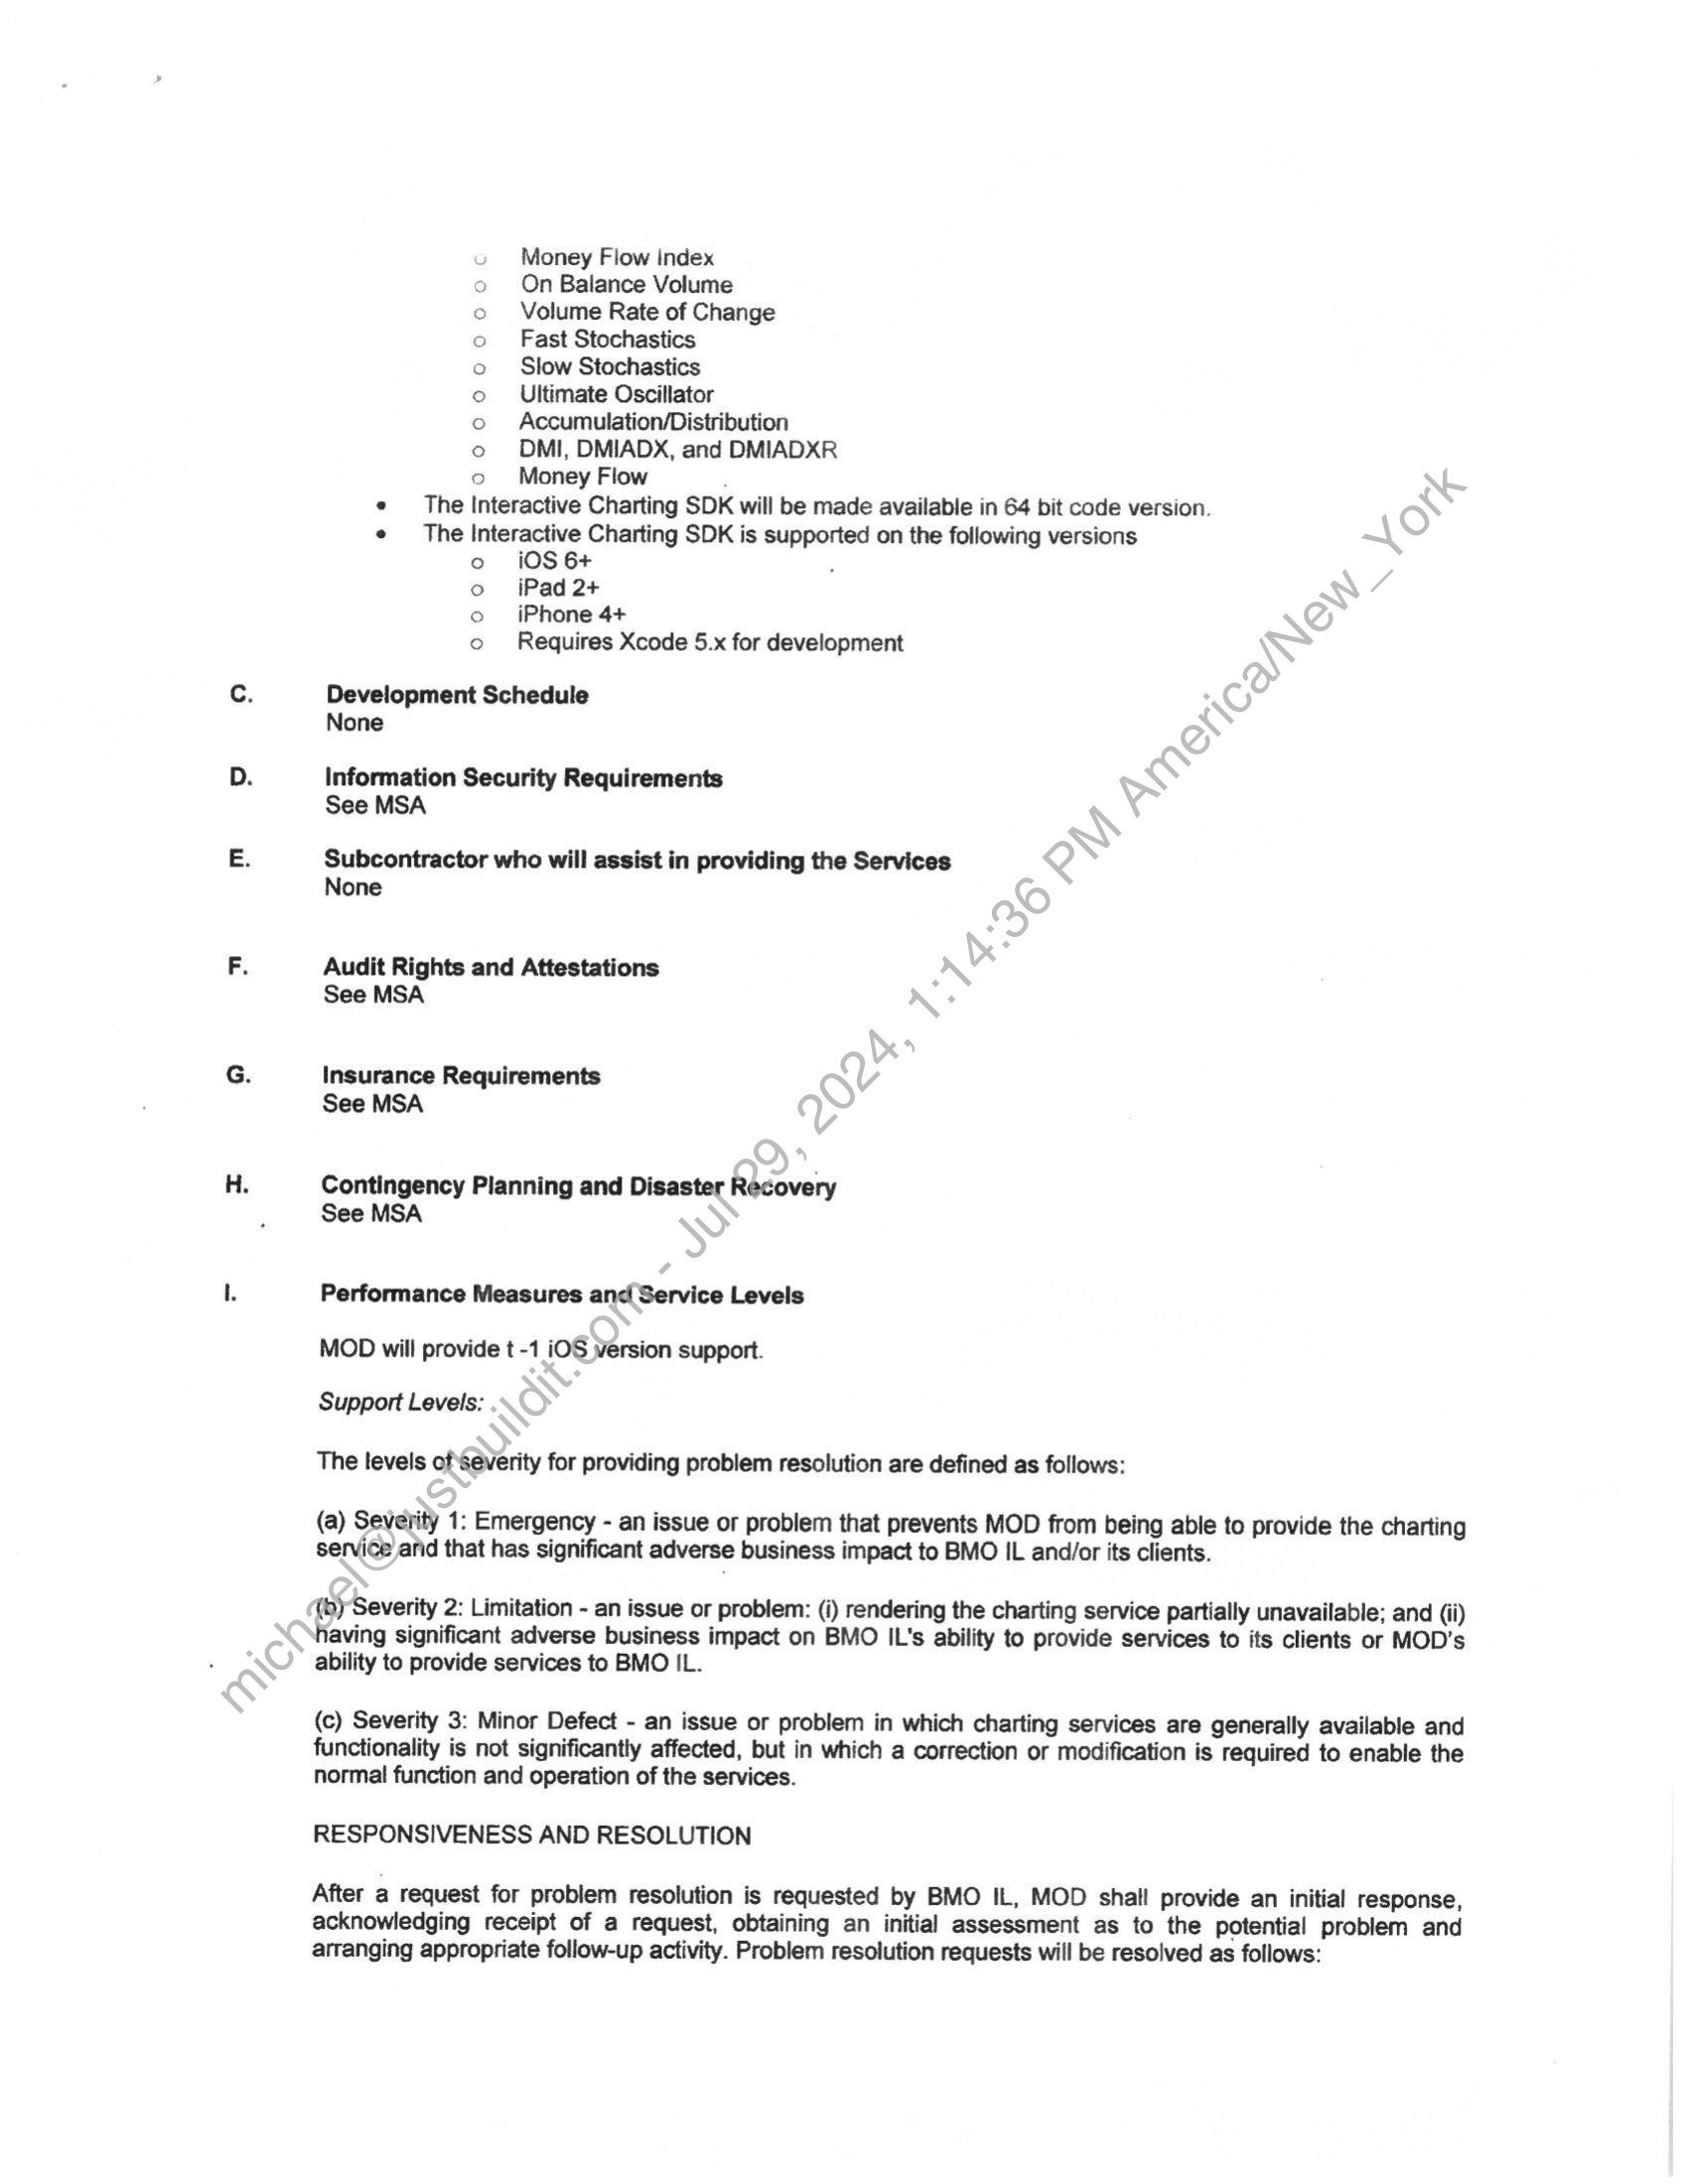 o Money Flow Index
o On Balance Volume
o Volume Rate of Change
o Fast Stochastics
o Slow Stochastics
o Ultimate Oscillator
o Accumulation/Distribution
o DMI, DMIADX, and DMIADXR
o Money Flow
• The Interactive Charting SDK will be made available in 64 bit code version.
• The Interactive Charting SDK is supported on the following versions
o iOS 6+
o iPad 2+
o iPhone 4+
o Requires Xcode 5.x for development
C. Development Schedule
None
D. Information Security Requirements
See MSA
E. Subcontractor who will assist in providing the Services
None
F. Audit Rights and Attestations
See MSA
G. Insurance Requirements
See MSA
H. Contingency Planning and Disaster Recovery
See MSA
I. Performance Measures and Service Levels
MOD will provide t -1 iOS version support.
Support Levels:
The levels of severity for providing problem resolution are defined as follows:
(a) Severity 1: Emergency - an issue or problem that prevents MOD from being able to provide the charting
service and that has significant adverse business impact to BMO IL and/or its clients.
(b) Severity 2: Limitation - an issue or problem: (i) rendering the charting service partially unavailable; and (ii)
having significant adverse business impact on BMO IL's ability to provide services to its clients or MOD's
ability to provide services to BMO IL.
(c) Severity 3: Minor Defect - an issue or problem in which charting services are generally available and
functionality is not significantly affected, but in which a correction or modification is required to enable the
normal function and operation of the services.
RESPONSIVENESS AND RESOLUTION
After a request for problem resolution is requested by BMO IL, MOD shall provide an initial response,
acknowledging receipt of a request, obtaining an initial assessment as to the potential problem and
arranging appropriate follow-up activity. Problem resolution requests will be resolved as follows:
michael@justbuildit.com - Jul 29, 2024, 1:14:36 PM America/New_York